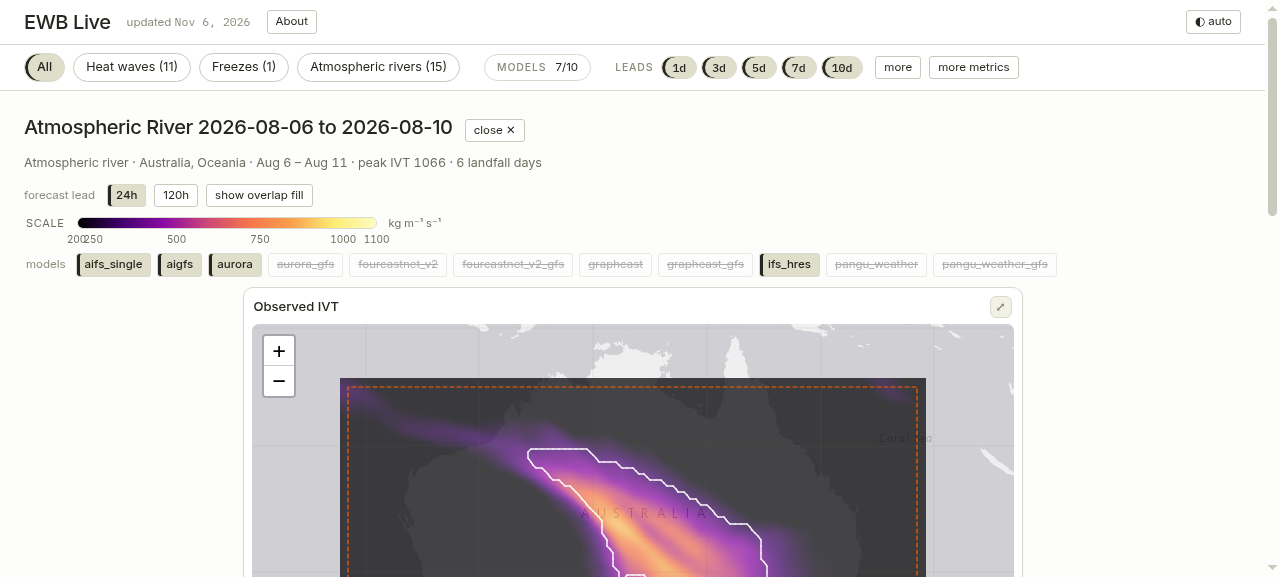 EWB Live updated Nov 6, 2026 About auto
All Heat waves (11) Freezes (1) Atmospheric rivers (15) MODELS 7/10 LEADS 1d 3d 5d 7d 10d more more metrics
Atmospheric River 2026-08-06 to 2026-08-10 close ✕
Atmospheric river · Australia, Oceania · Aug 6 – Aug 11 · peak IVT 1066 · 6 landfall days
forecast lead 24h 120h show overlap fill
SCALE kg m⁻¹ s⁻¹
200 250 500 750 1000 1100
models aifs_single aigfs aurora aurora_gfs fourcastnet_v2 fourcastnet_v2_gfs graphcast graphcast_gfs ifs_hres pangu_weather pangu_weather_gfs
Observed IVT
+
−
Coral Sea
AUSTRALIA